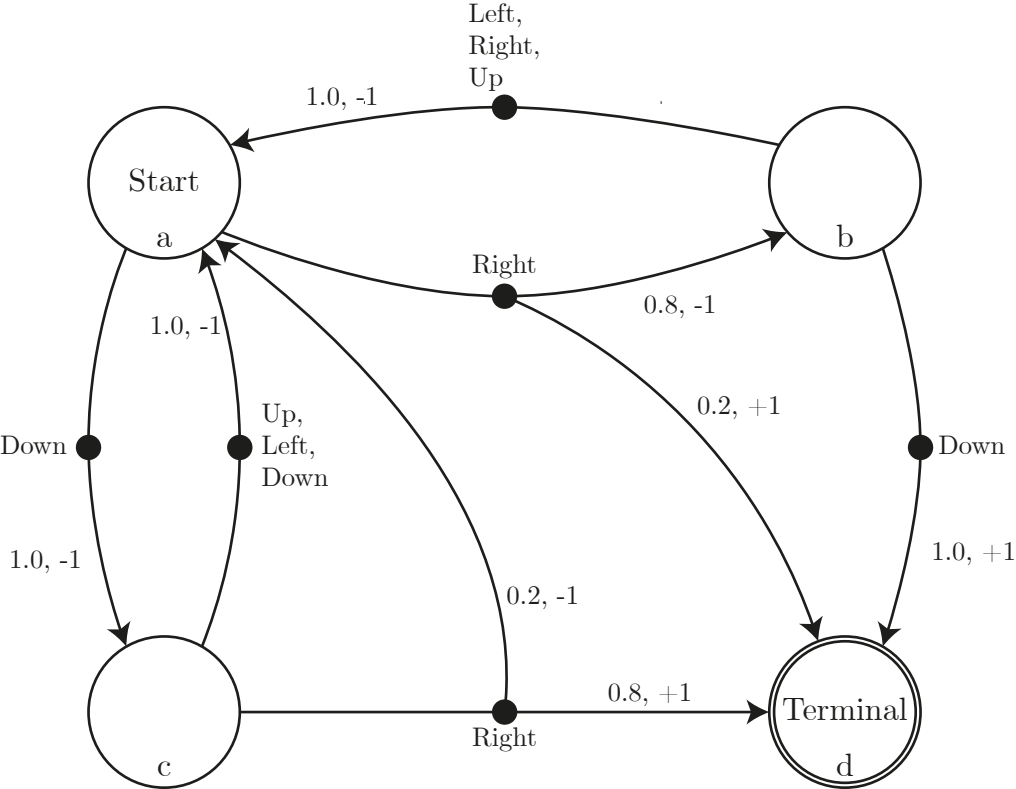 Left,
Right,
Up
1.0, -1
Start
a
b
Right
0.8, -1
1.0, -1
0.2, +1
Up,
Left,
Down
Down
Down
1.0, -1
1.0, +1
0.2, -1
0.8, +1
Right
Terminal
c
d